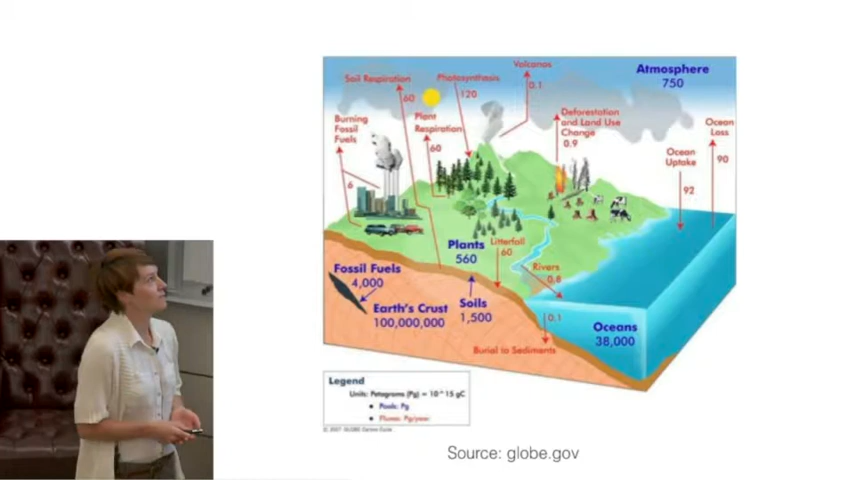 Volcanos
0.1
Atmosphere
750
Soil Respiration
60
Photosynthesis
120
Burning
Fossil
Fuels
6
Plant
Respiration
60
Deforestation
and Land Use
Change
0.9
Ocean
Loss
90
Ocean
Uptake
92
Plants
560
Litterfall
60
Rivers
0.8
Fossil Fuels
4,000
Earth's Crust
100,000,000
Soils
1,500
0.1
Burial to Sediments
Oceans
38,000
Legend
Units: Petagrams (Pg) = 10^15 gC
• Pools: Pg
• Fluxes: Pg/year
Source: globe.gov